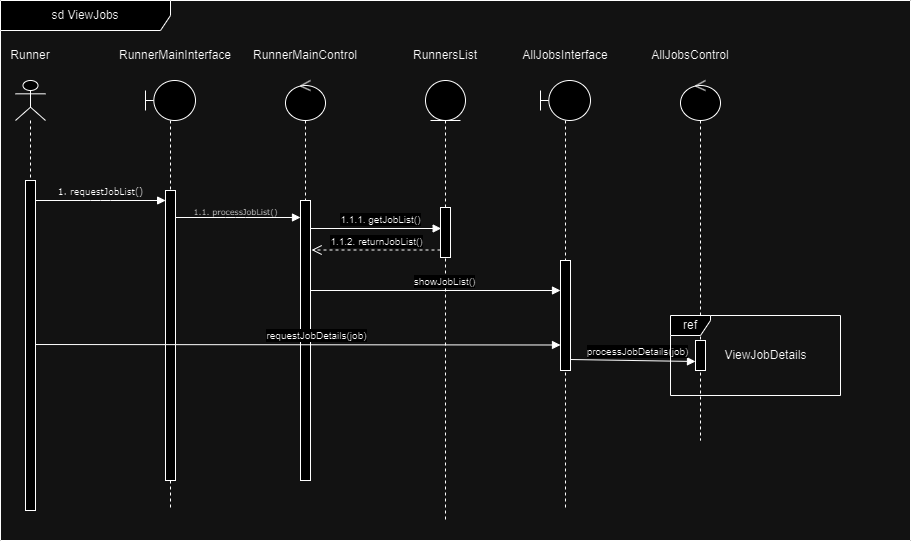 sd ViewJobs
Runner
RunnerMainInterface
RunnerMainControl
RunnersList
AllJobsInterface
AllJobsControl
1. requestJobList()
1.1. processJobList()
1.1.1. getJobList()
1.1.2. returnJobList()
showJobList()
ref
requestJobDetails(job)
processJobDetails(job)
ViewJobDetails